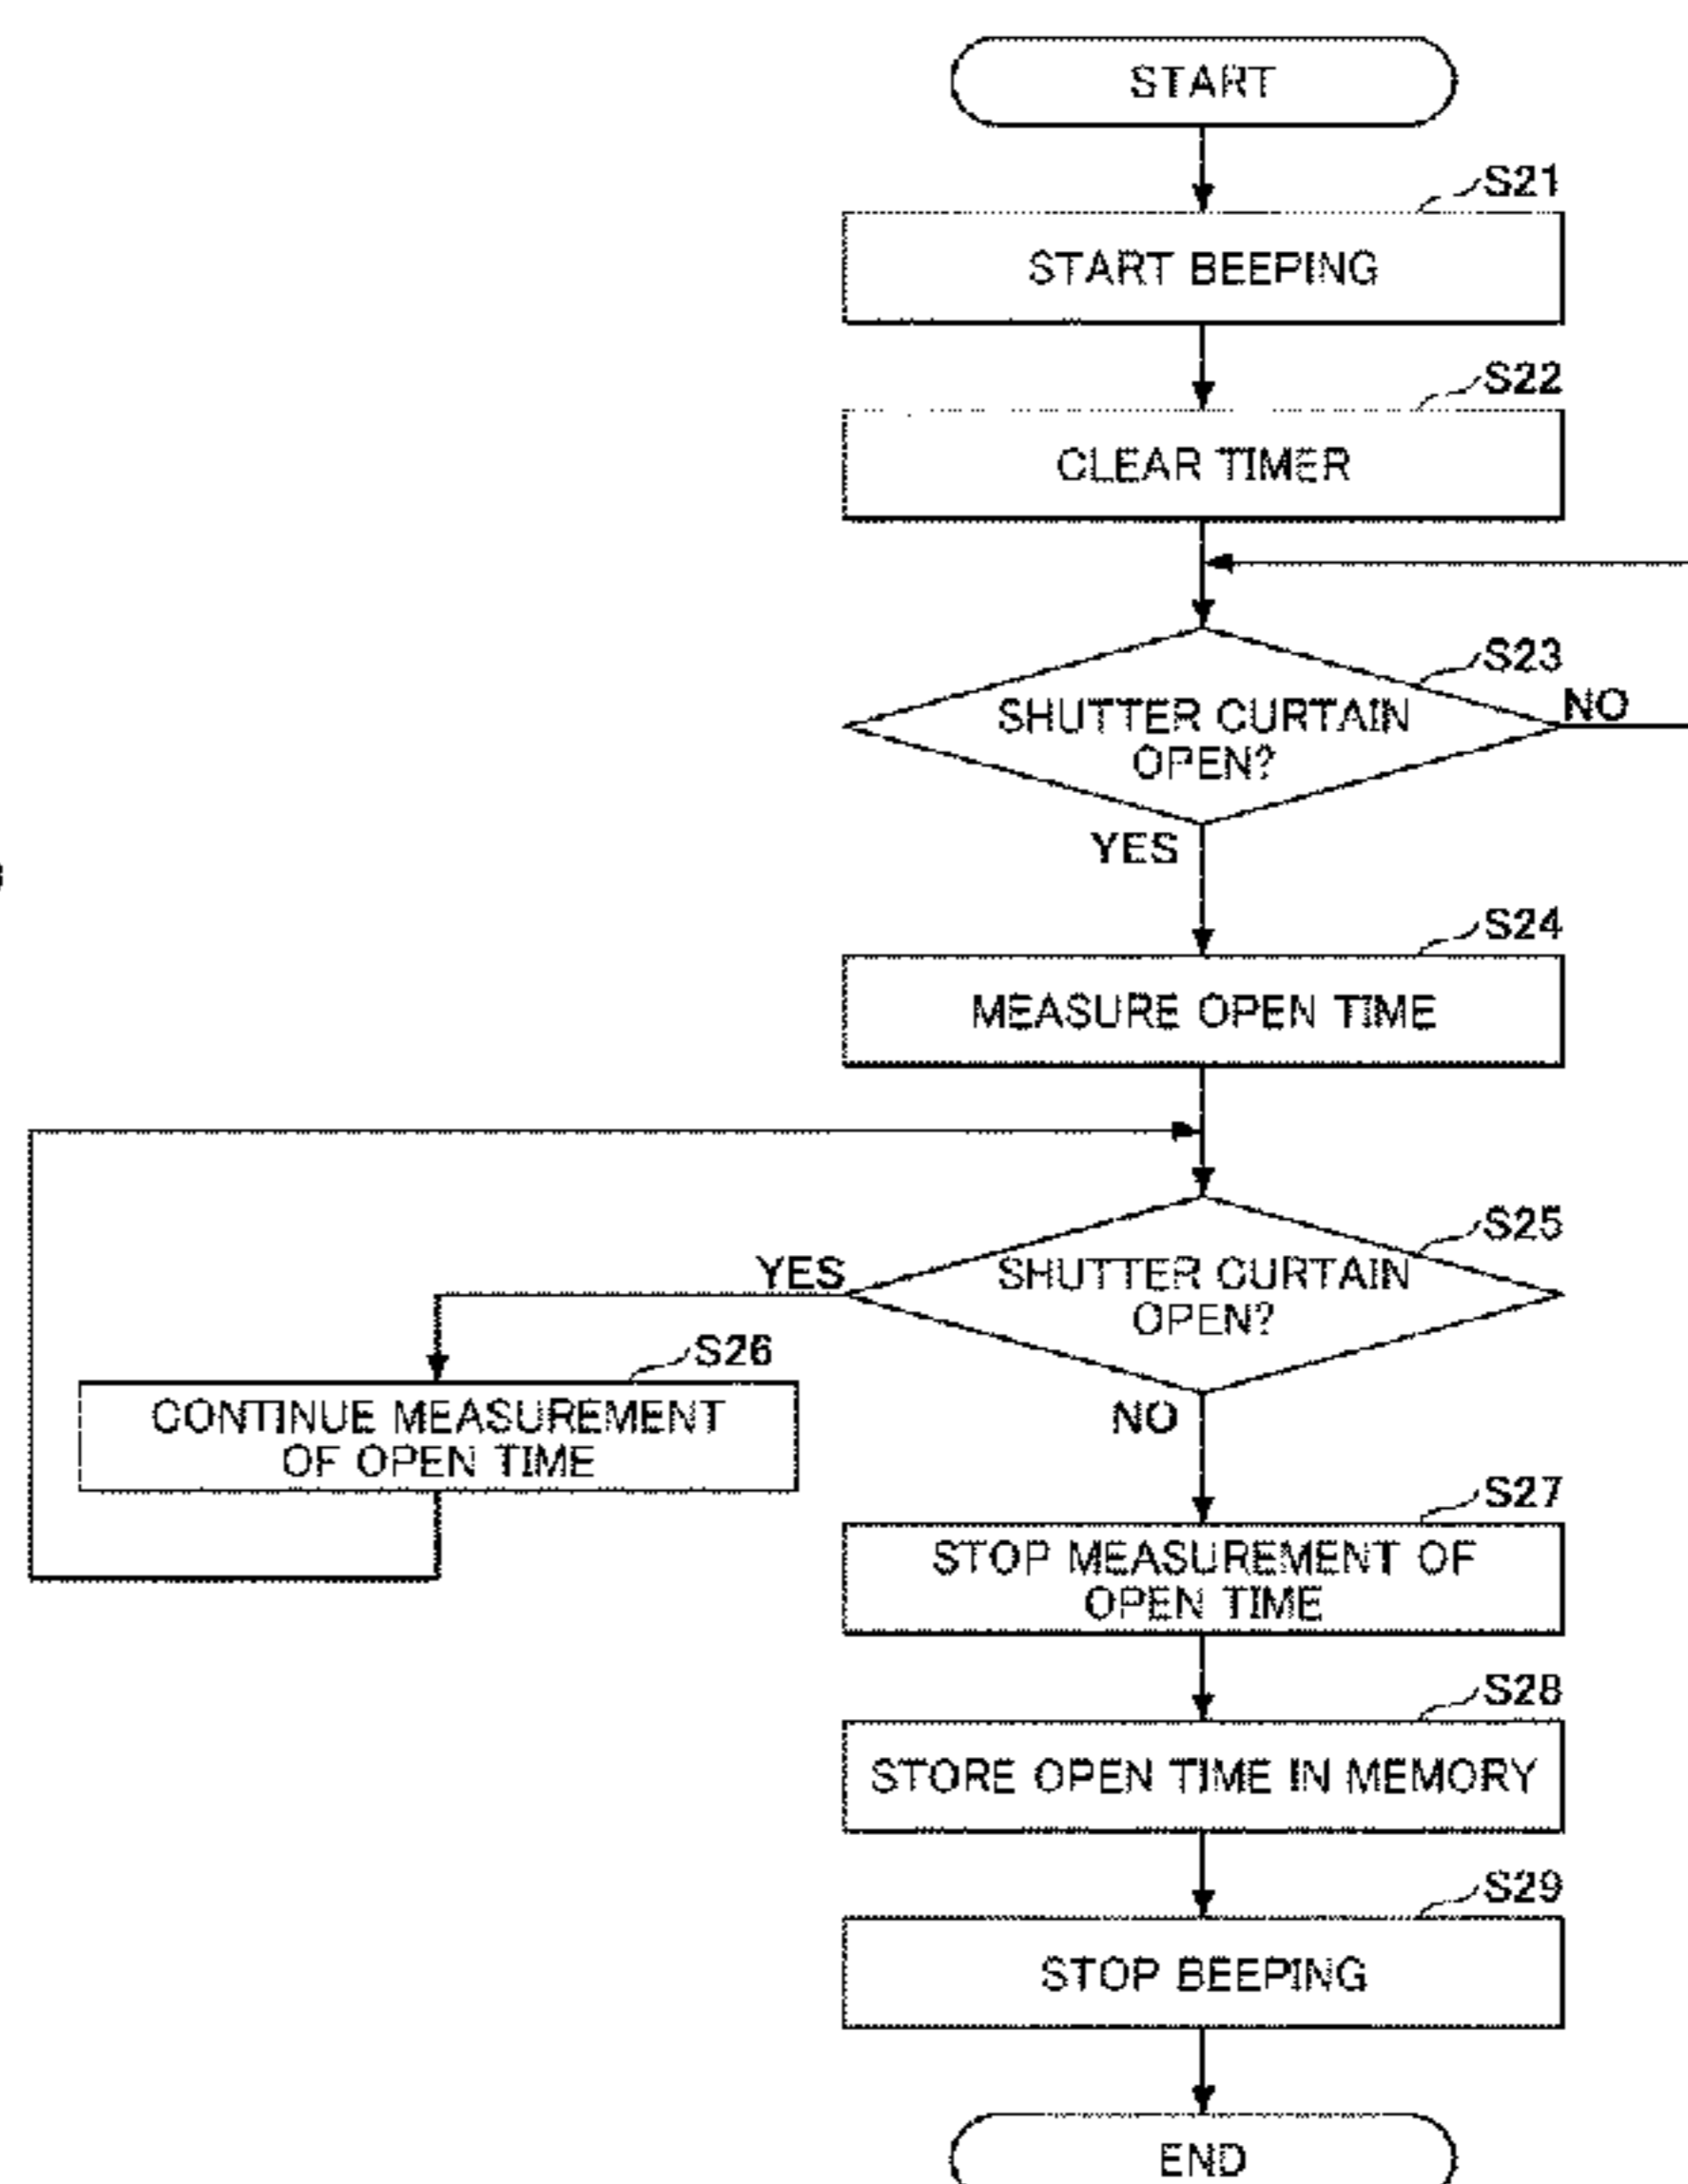 START
S21
START BEEPING
S22
CLEAR TIMER
S23
SHUTTER CURTAIN
OPEN?
NO
YES
S24
MEASURE OPEN TIME
S25
SHUTTER CURTAIN
OPEN?
YES
S26
CONTINUE MEASUREMENT
OF OPEN TIME
NO
S27
STOP MEASUREMENT OF
OPEN TIME
S28
STORE OPEN TIME IN MEMORY
S29
STOP BEEPING
END